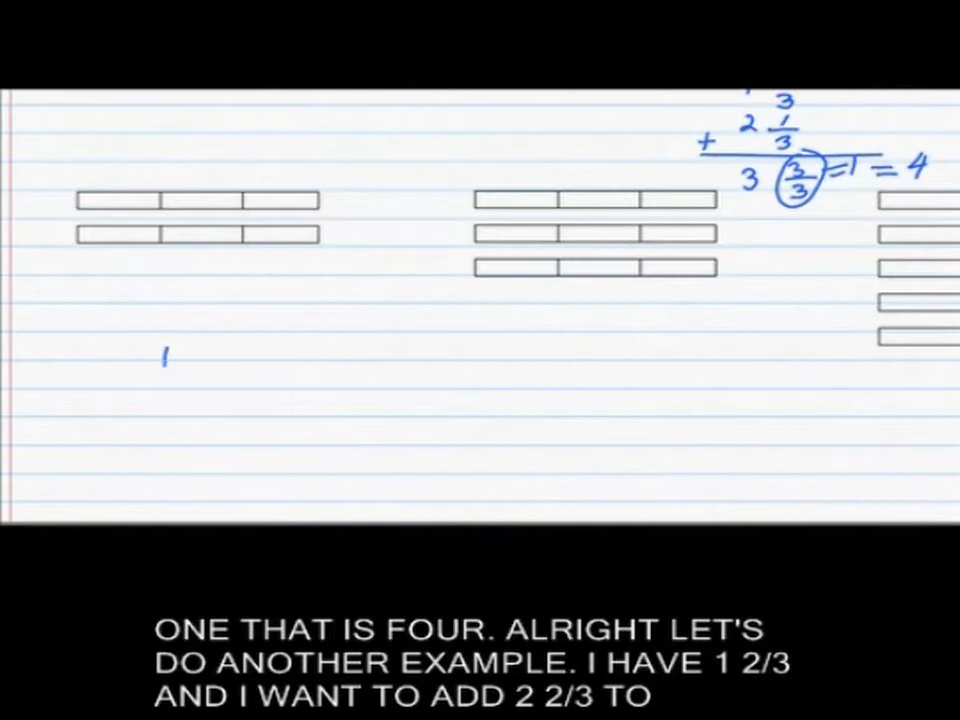 3
2 1/3
+
3 3/3 = 1 = 4
1
ONE THAT IS FOUR. ALRIGHT LET'S
DO ANOTHER EXAMPLE. I HAVE 1 2/3
AND I WANT TO ADD 2 2/3 TO